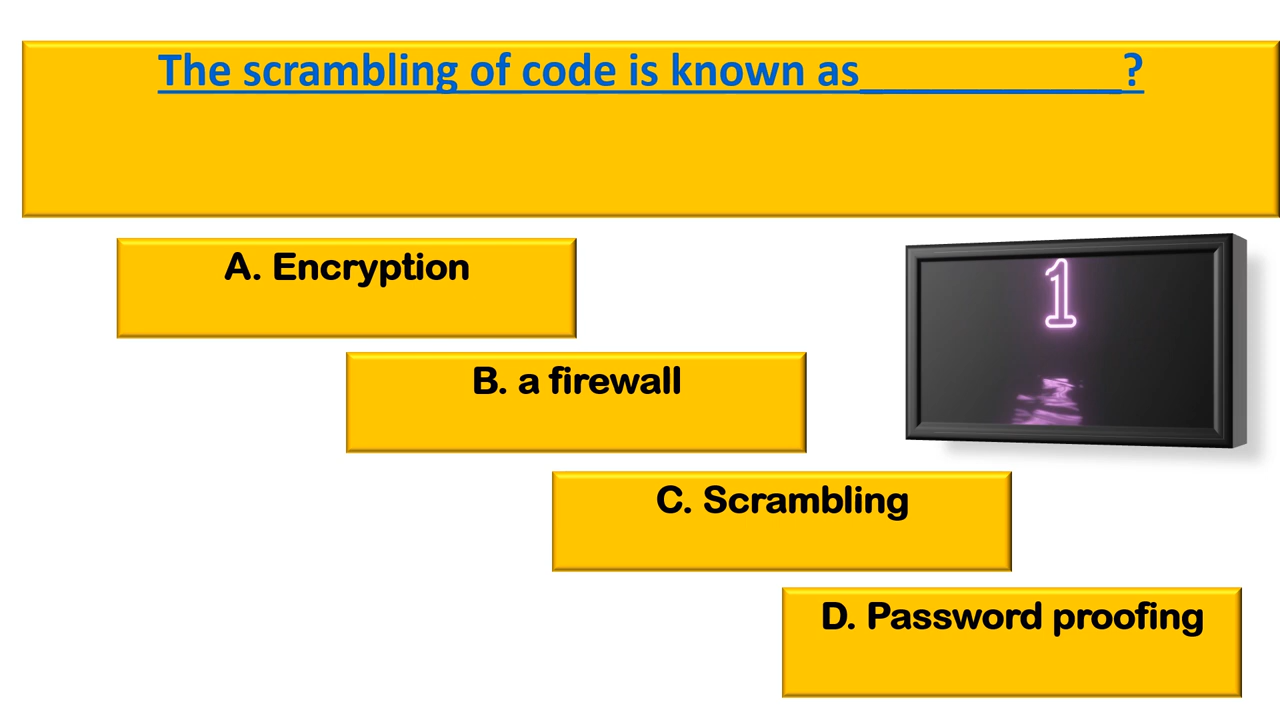 The scrambling of code is known as____________?
A. Encryption
1
B. a firewall
C. Scrambling
D. Password proofing